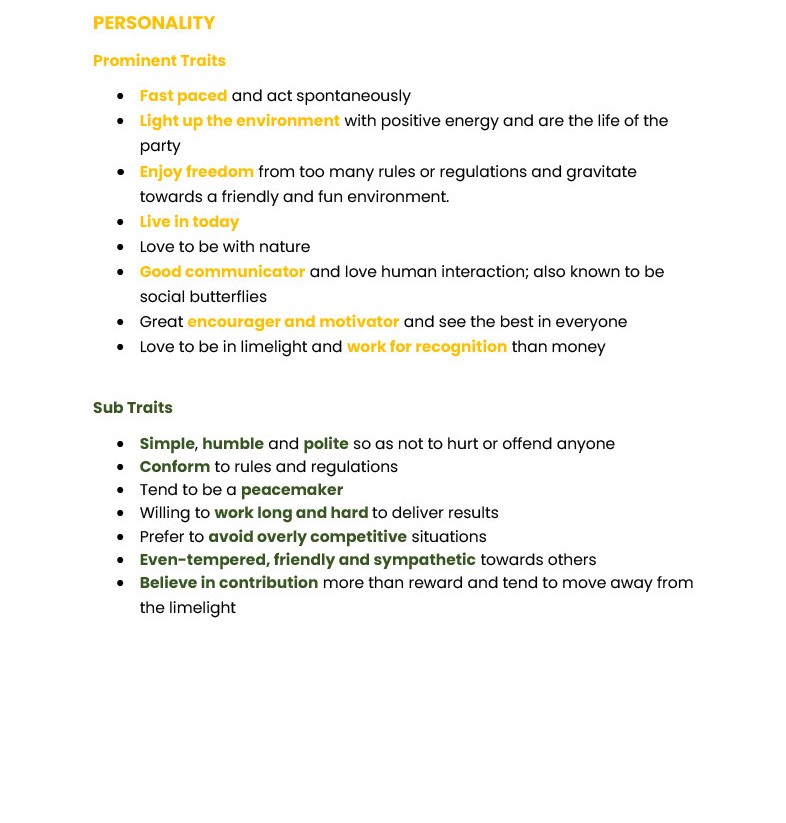 PERSONALITY
Prominent Traits
• Fast paced and act spontaneously
• Light up the environment with positive energy and are the life of the
party
• Enjoy freedom from too many rules or regulations and gravitate
towards a friendly and fun environment.
• Live in today
• Love to be with nature
• Good communicator and love human interaction; also known to be
social butterflies
• Great encourager and motivator and see the best in everyone
• Love to be in limelight and work for recognition than money
Sub Traits
• Simple, humble and polite so as not to hurt or offend anyone
• Conform to rules and regulations
• Tend to be a peacemaker
• Willing to work long and hard to deliver results
• Prefer to avoid overly competitive situations
• Even-tempered, friendly and sympathetic towards others
• Believe in contribution more than reward and tend to move away from
the limelight